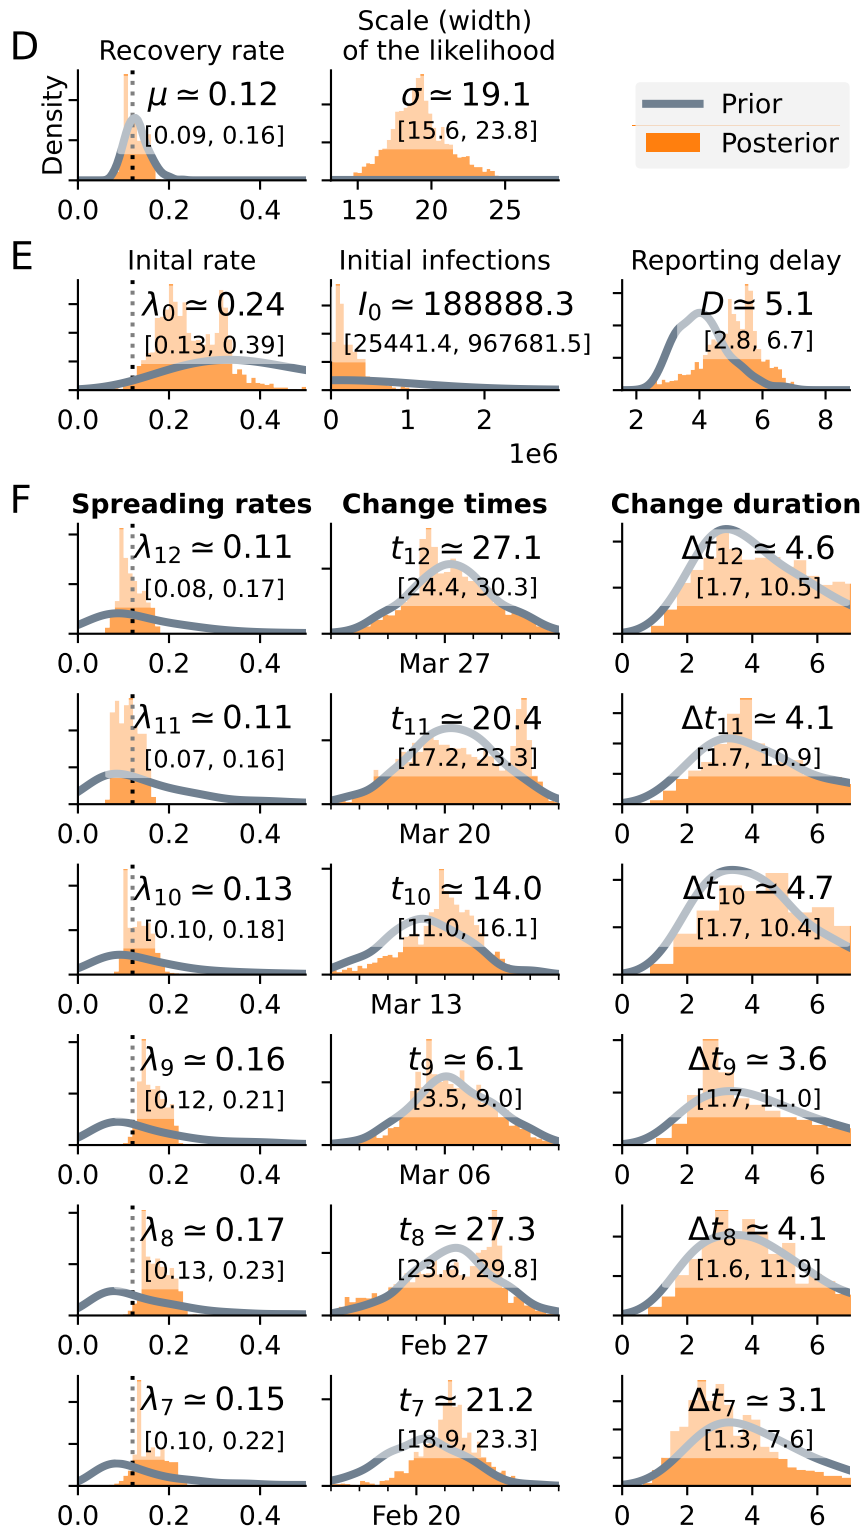 D
Recovery rate
Scale (width)
of the likelihood
Density
μ ≃ 0.12
[0.09, 0.16]
σ ≃ 19.1
[15.6, 23.8]
Prior
Posterior
0.0 0.2 0.4
15 20 25
E
Inital rate
Initial infections
Reporting delay
λ0 ≃ 0.24
[0.13, 0.39]
I0 ≃ 188888.3
[25441.4, 967681.5]
D ≃ 5.1
[2.8, 6.7]
0.0 0.2 0.4
0 1 2
1e6
2 4 6 8
F
Spreading rates
Change times
Change duration
λ12 ≃ 0.11
[0.08, 0.17]
t12 ≃ 27.1
[24.4, 30.3]
Δt12 ≃ 4.6
[1.7, 10.5]
0.0 0.2 0.4
Mar 27
0 2 4 6
λ11 ≃ 0.11
[0.07, 0.16]
t11 ≃ 20.4
[17.2, 23.3]
Δt11 ≃ 4.1
[1.7, 10.9]
0.0 0.2 0.4
Mar 20
0 2 4 6
λ10 ≃ 0.13
[0.10, 0.18]
t10 ≃ 14.0
[11.0, 16.1]
Δt10 ≃ 4.7
[1.7, 10.4]
0.0 0.2 0.4
Mar 13
0 2 4 6
λ9 ≃ 0.16
[0.12, 0.21]
t9 ≃ 6.1
[3.5, 9.0]
Δt9 ≃ 3.6
[1.7, 11.0]
0.0 0.2 0.4
Mar 06
0 2 4 6
λ8 ≃ 0.17
[0.13, 0.23]
t8 ≃ 27.3
[23.6, 29.8]
Δt8 ≃ 4.1
[1.6, 11.9]
0.0 0.2 0.4
Feb 27
0 2 4 6
λ7 ≃ 0.15
[0.10, 0.22]
t7 ≃ 21.2
[18.9, 23.3]
Δt7 ≃ 3.1
[1.3, 7.6]
0.0 0.2 0.4
Feb 20
0 2 4 6